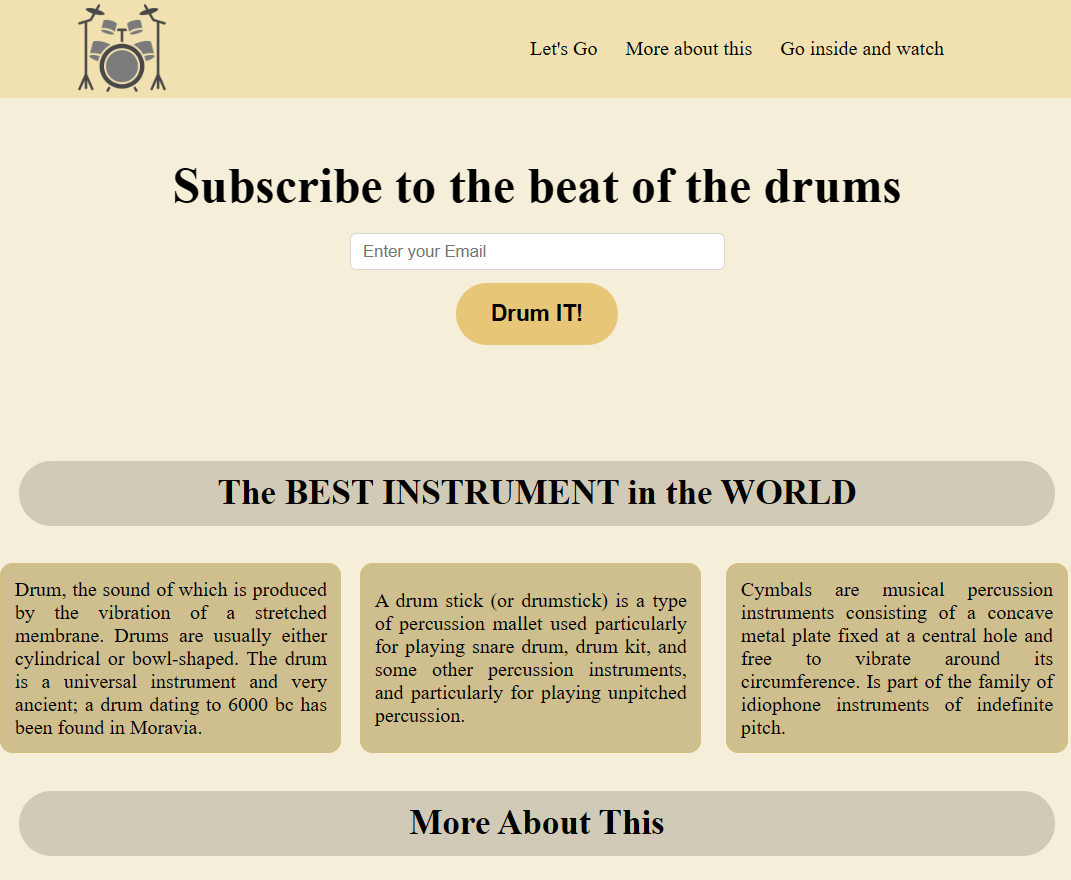 Let's Go More about this Go inside and watch
Subscribe to the beat of the drums
Enter your Email
Drum IT!
The BEST INSTRUMENT in the WORLD
Drum, the sound of which is produced
by the vibration of a stretched
membrane. Drums are usually either
cylindrical or bowl-shaped. The drum
is a universal instrument and very
ancient; a drum dating to 6000 bc has
been found in Moravia.
A drum stick (or drumstick) is a type
of percussion mallet used particularly
for playing snare drum, drum kit, and
some other percussion instruments,
and particularly for playing unpitched
percussion.
Cymbals are musical percussion
instruments consisting of a concave
metal plate fixed at a central hole and
free to vibrate around its
circumference. Is part of the family of
idiophone instruments of indefinite
pitch.
More About This